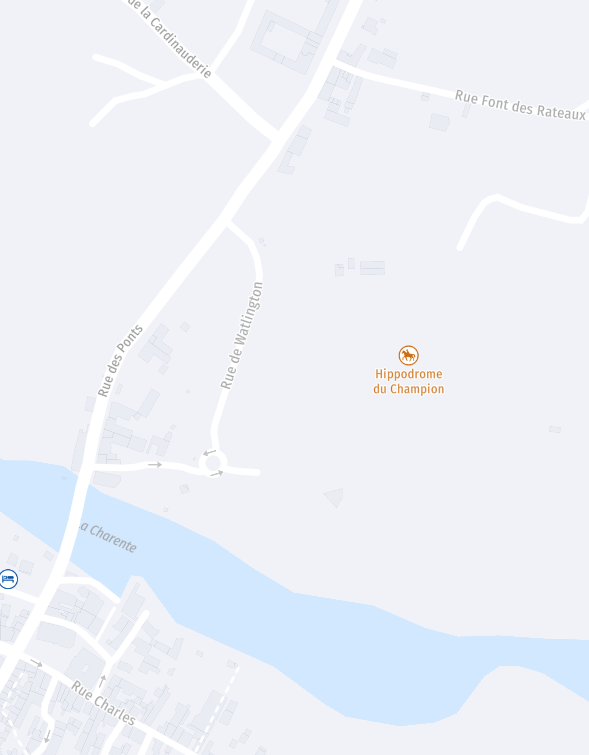 de la Cardinauderie
Rue Font des Rateaux
Rue de Watlington
Rue des Ponts
Hippodrome
du Champion
La Charente
Rue Charles